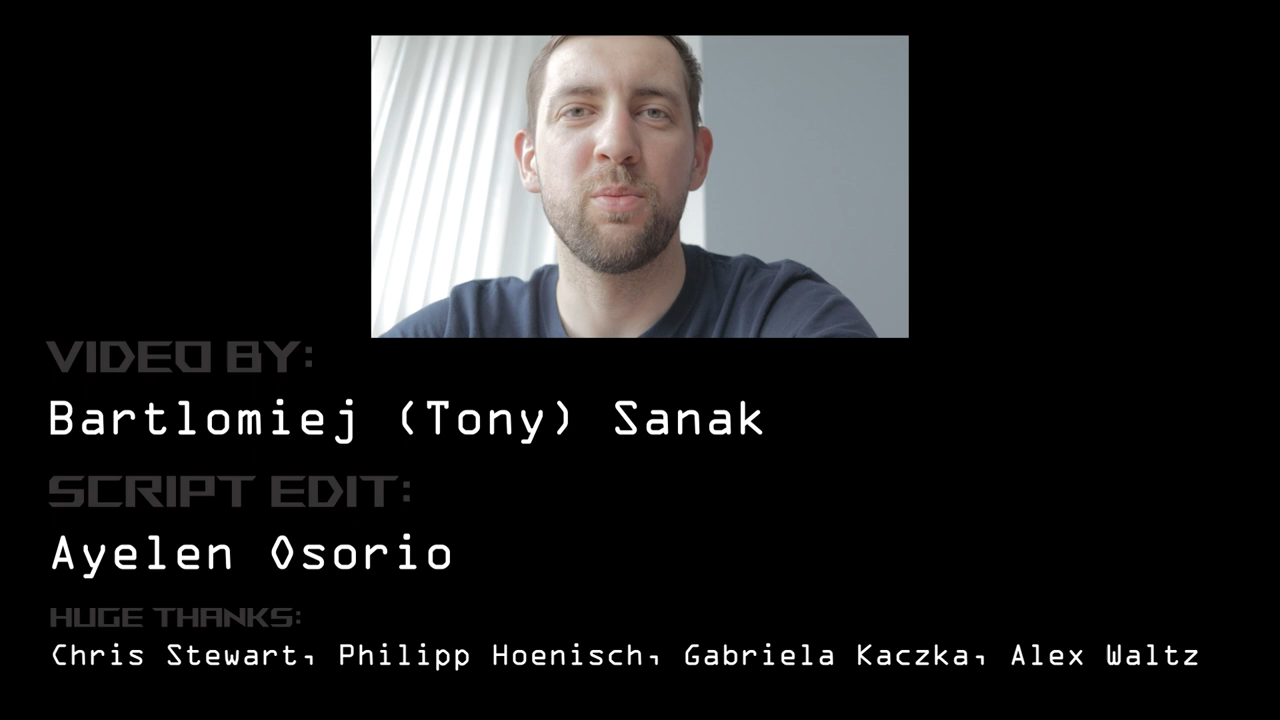 VIDEO BY:
Bartlomiej (Tony) Sanak
SCRIPT EDIT:
Ayelen Osorio
HUGE THANKS:
Chris Stewart, Philipp Hoenisch, Gabriela Kaczka, Alex Waltz